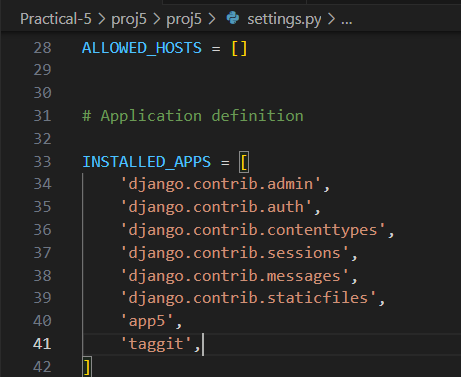 Practical-5 > proj5 > proj5 > settings.py > ...
28 ALLOWED_HOSTS = []
29
30
31 # Application definition
32
33 INSTALLED_APPS = [
34     'django.contrib.admin',
35     'django.contrib.auth',
36     'django.contrib.contenttypes',
37     'django.contrib.sessions',
38     'django.contrib.messages',
39     'django.contrib.staticfiles',
40     'app5',
41     'taggit',
42 ]